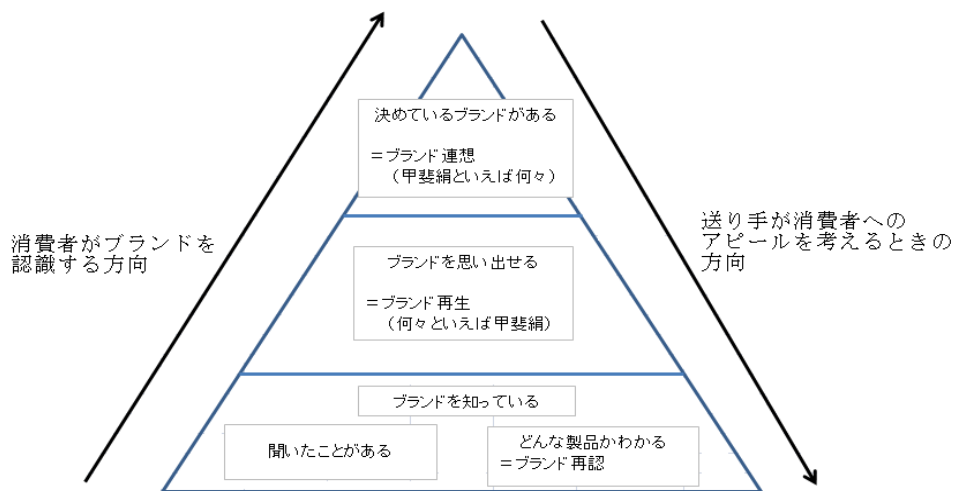 決めているブランドがある
＝ブランド連想
（甲斐絹といえば何々）
消費者がブランドを
認識する方向
送り手が消費者への
アピールを考えるときの
方向
ブランドを思い出せる
＝ブランド再生
（何々といえば甲斐絹）
ブランドを知っている
聞いたことがある
どんな製品かわかる
＝ブランド再認